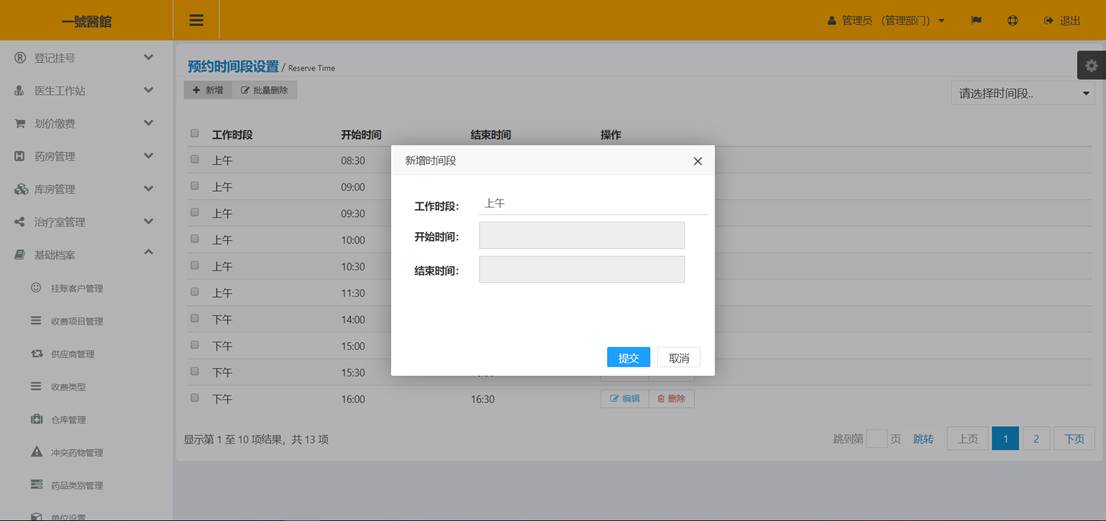 一號醫館
管理员 （管理部门）
退出
登记挂号
医生工作站
划价缴费
药房管理
库房管理
治疗室管理
基础档案
挂账客户管理
收费项目管理
供应商管理
收费类型
仓库管理
冲突药物管理
药品类别管理
单位设置
预约时间段设置 / Reserve Time
新增 批量删除
请选择时间段..
工作时段 开始时间 结束时间 操作
上午 08:30
上午 09:00
上午 09:30
上午 10:00
上午 10:30
上午 11:30
下午 14:00
下午 15:00
下午 15:30
下午 16:00 16:30 编辑 删除
显示第 1 至 10 项结果，共 13 项
跳到第 页 跳转 上页 1 2 下页
新增时间段
工作时段： 上午
开始时间：
结束时间：
提交 取消